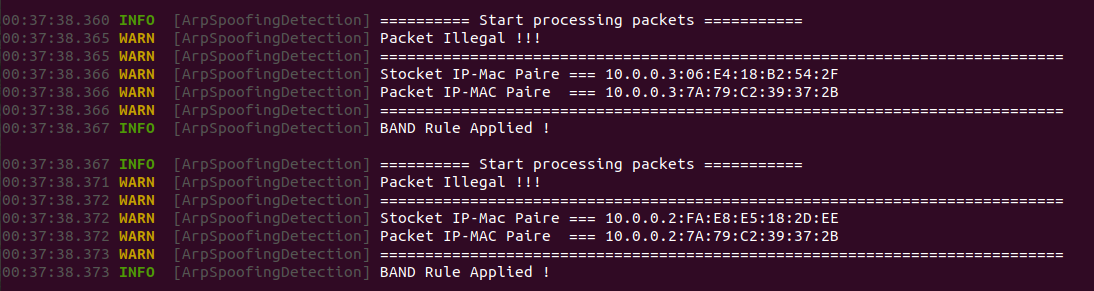 00:37:38.360 INFO  [ArpSpoofingDetection] ========== Start processing packets ===========
00:37:38.365 WARN  [ArpSpoofingDetection] Packet Illegal !!!
00:37:38.365 WARN  [ArpSpoofingDetection] ============================================================================
00:37:38.366 WARN  [ArpSpoofingDetection] Stocket IP-Mac Paire === 10.0.0.3:06:E4:18:B2:54:2F
00:37:38.366 WARN  [ArpSpoofingDetection] Packet IP-MAC Paire  === 10.0.0.3:7A:79:C2:39:37:2B
00:37:38.366 WARN  [ArpSpoofingDetection] ============================================================================
00:37:38.367 INFO  [ArpSpoofingDetection] BAND Rule Applied !
00:37:38.367 INFO  [ArpSpoofingDetection] ========== Start processing packets ===========
00:37:38.371 WARN  [ArpSpoofingDetection] Packet Illegal !!!
00:37:38.372 WARN  [ArpSpoofingDetection] ============================================================================
00:37:38.372 WARN  [ArpSpoofingDetection] Stocket IP-Mac Paire === 10.0.0.2:FA:E8:E5:18:2D:EE
00:37:38.372 WARN  [ArpSpoofingDetection] Packet IP-MAC Paire  === 10.0.0.2:7A:79:C2:39:37:2B
00:37:38.373 WARN  [ArpSpoofingDetection] ============================================================================
00:37:38.373 INFO  [ArpSpoofingDetection] BAND Rule Applied !